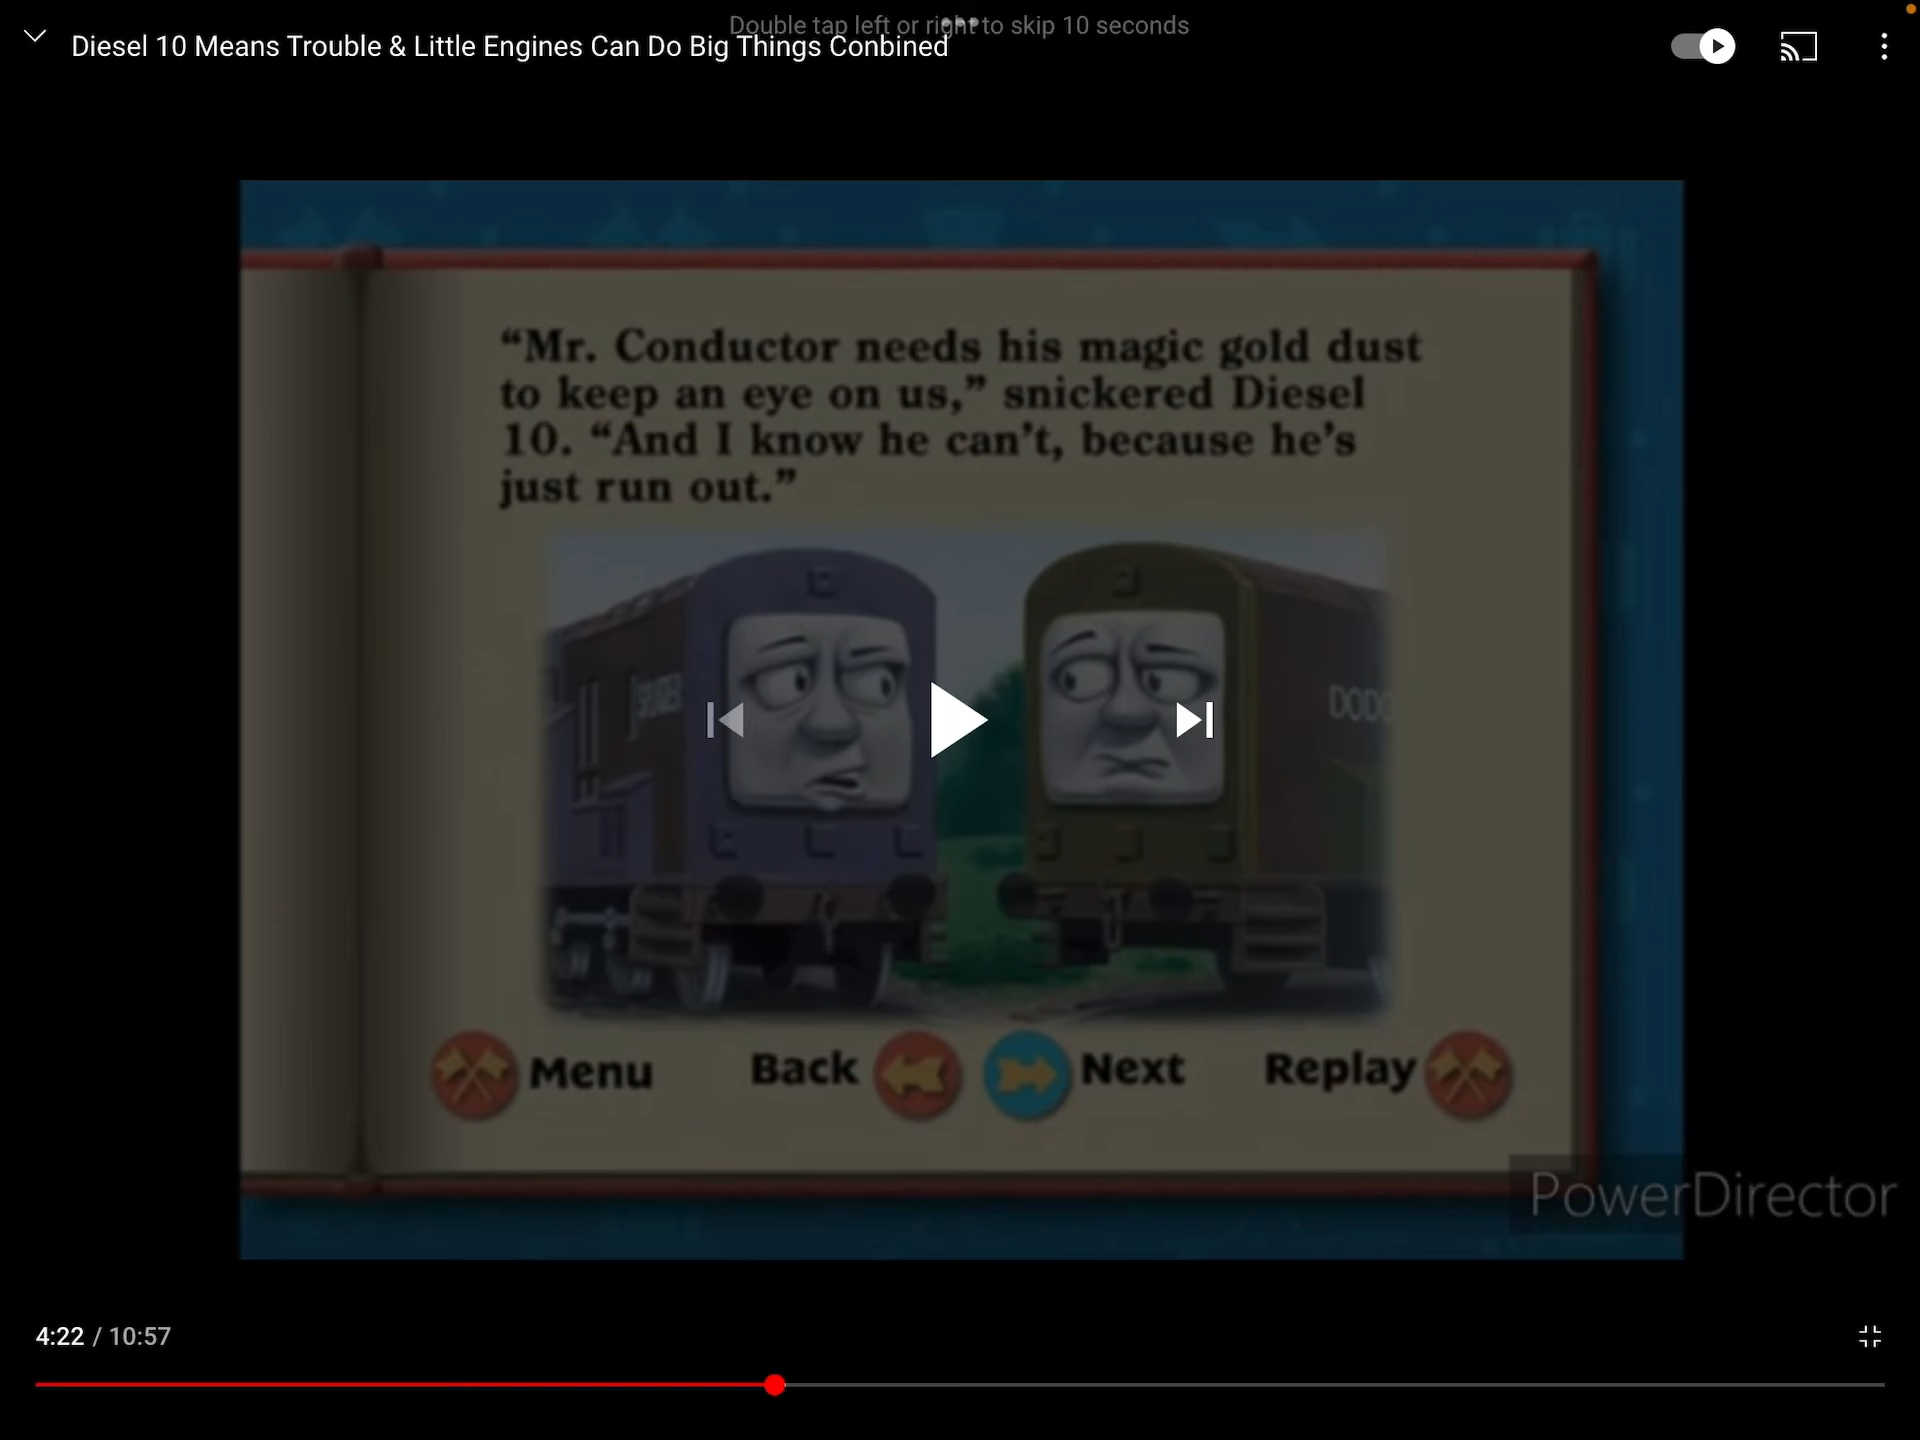 Double tap left or right to skip 10 seconds
Diesel 10 Means Trouble & Little Engines Can Do Big Things Conbined
“Mr. Conductor needs his magic gold dust
to keep an eye on us,” snickered Diesel
10. “And I know he can’t, because he’s
just run out.”
DODG
Menu Back Next Replay
PowerDirector
4:22 / 10:57